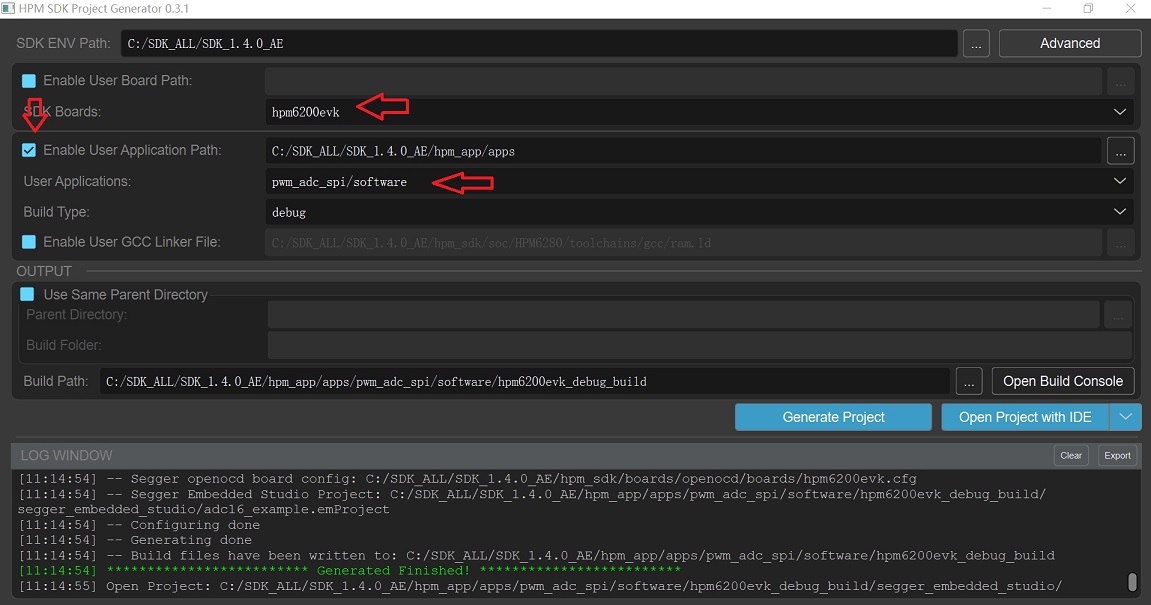 HPM SDK Project Generator 0.3.1
SDK ENV Path: C:/SDK_ALL/SDK_1.4.0_AE ... Advanced
Enable User Board Path: ...
SDK Boards: hpm6200evk
Enable User Application Path: C:/SDK_ALL/SDK_1.4.0_AE/hpm_app/apps ...
User Applications: pwm_adc_spi/software
Build Type: debug
Enable User GCC Linker File: C:/SDK_ALL/SDK_1.4.0_AE/hpm_sdk/soc/HPM6280/toolchains/gcc/ram.ld ...
OUTPUT
Use Same Parent Directory
Parent Directory: ...
Build Folder:
Build Path: C:/SDK_ALL/SDK_1.4.0_AE/hpm_app/apps/pwm_adc_spi/software/hpm6200evk_debug_build ... Open Build Console
Generate Project Open Project with IDE
LOG WINDOW Clear Export
[11:14:54] -- Segger openocd board config: C:/SDK_ALL/SDK_1.4.0_AE/hpm_sdk/boards/openocd/boards/hpm6200evk.cfg
[11:14:54] -- Segger Embedded Studio Project: C:/SDK_ALL/SDK_1.4.0_AE/hpm_app/apps/pwm_adc_spi/software/hpm6200evk_debug_build/
segger_embedded_studio/adc16_example.emProject
[11:14:54] -- Configuring done
[11:14:54] -- Generating done
[11:14:54] -- Build files have been written to: C:/SDK_ALL/SDK_1.4.0_AE/hpm_app/apps/pwm_adc_spi/software/hpm6200evk_debug_build
[11:14:54] ************************* Generated Finished! *************************
[11:14:55] Open Project: C:/SDK_ALL/SDK_1.4.0_AE/hpm_app/apps/pwm_adc_spi/software/hpm6200evk_debug_build/segger_embedded_studio/